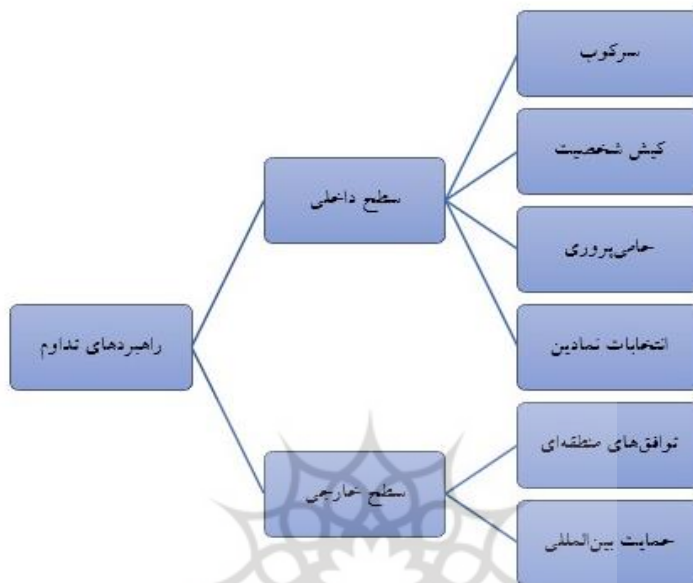 سرکوب
کیش شخصیت
سطح داخلی
حامی‌پروری
راهبردهای تداوم
انتخابات نمادین
توافق‌های منطقه‌ای
سطح خارجی
حمایت بین‌المللی